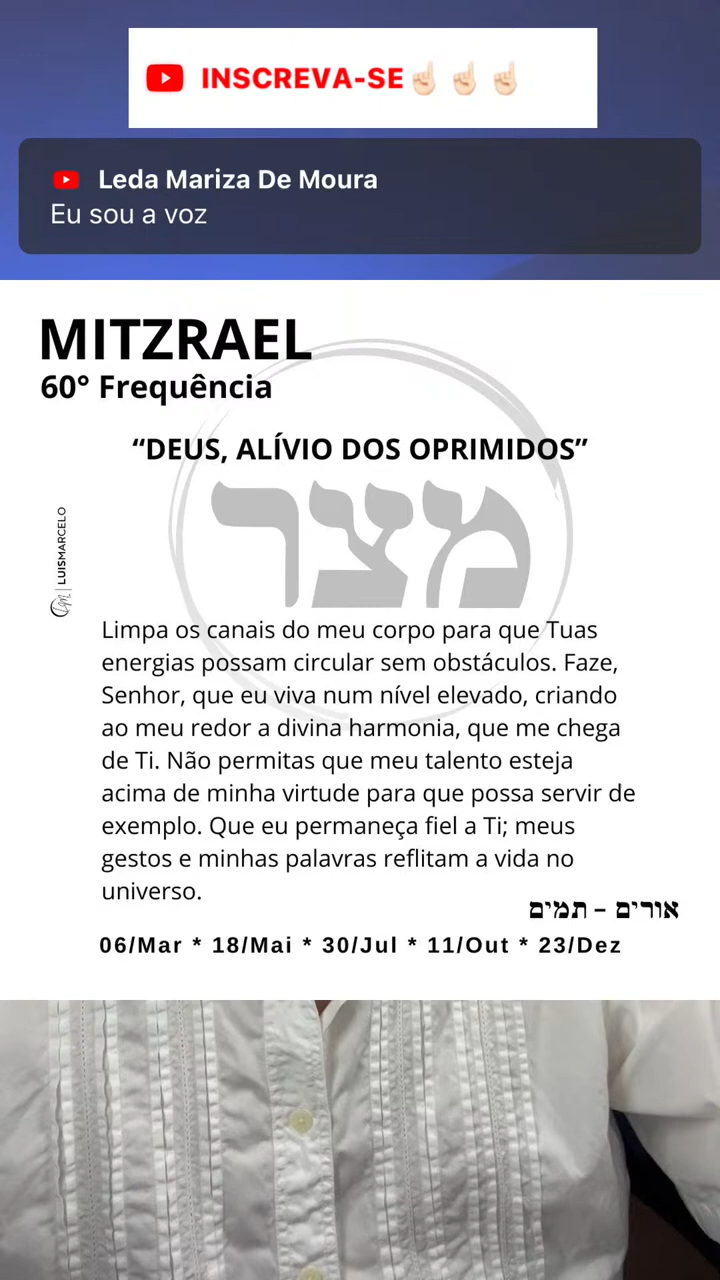 INSCREVA-SE☝🏻☝🏻☝🏻
Leda Mariza De Moura
Eu sou a voz
MITZRAEL
60° Frequência
“DEUS, ALÍVIO DOS OPRIMIDOS”
מצר
LUISMARCELO
Limpa os canais do meu corpo para que Tuas
energias possam circular sem obstáculos. Faze,
Senhor, que eu viva num nível elevado, criando
ao meu redor a divina harmonia, que me chega
de Ti. Não permitas que meu talento esteja
acima de minha virtude para que possa servir de
exemplo. Que eu permaneça fiel a Ti; meus
gestos e minhas palavras reflitam a vida no
universo.
אורים – תמים
06/Mar * 18/Mai * 30/Jul * 11/Out * 23/Dez